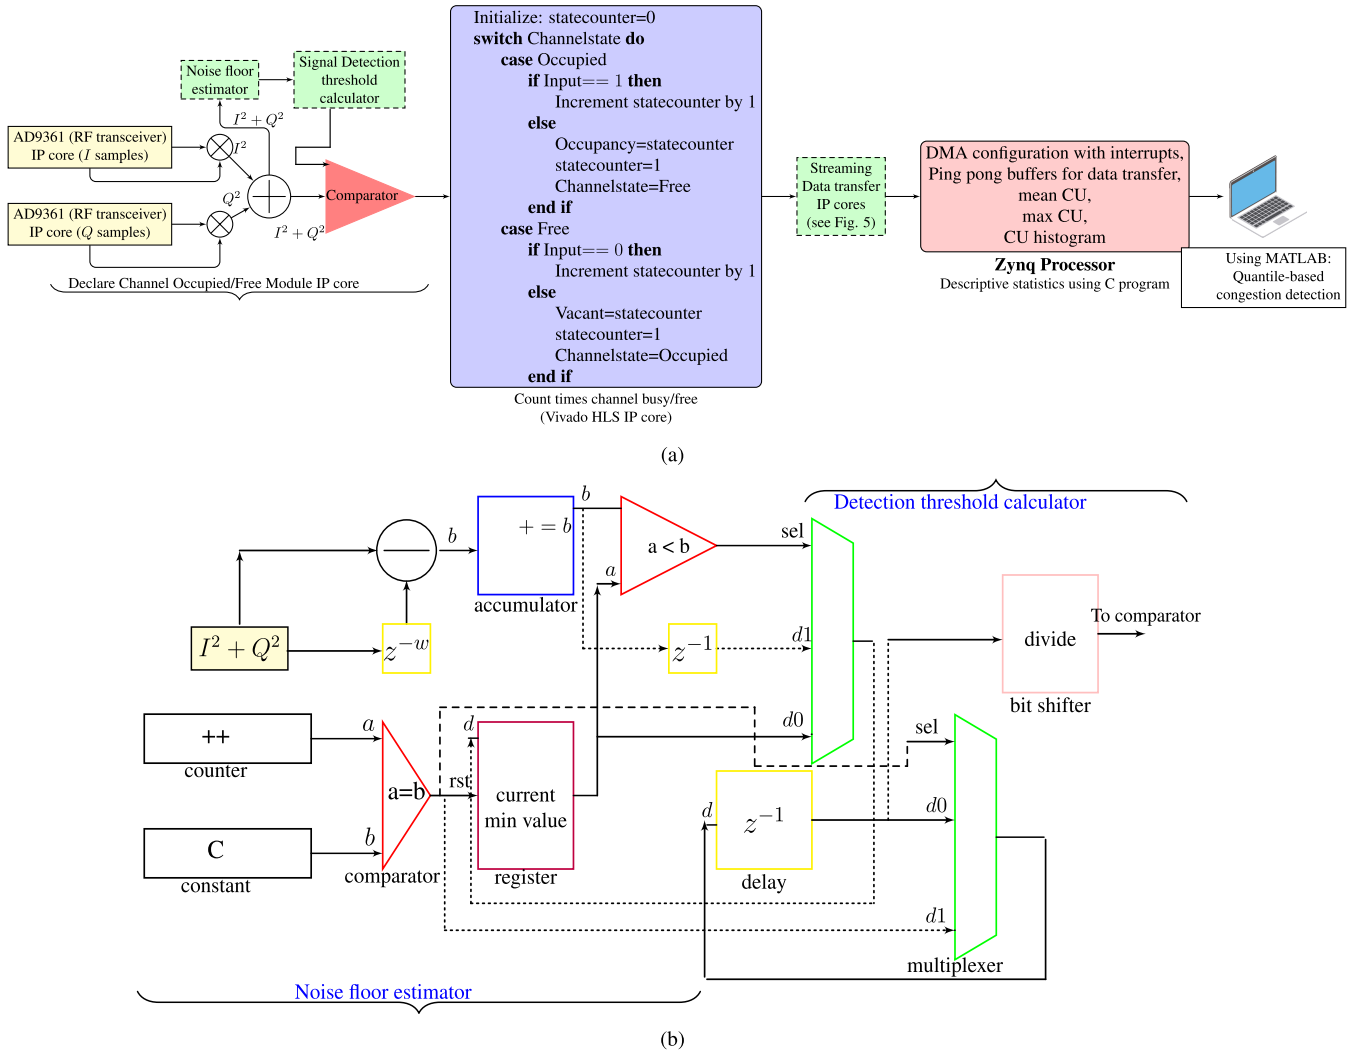 Initialize: statecounter=0
switch Channelstate do
case Occupied
if Input== 1 then
Increment statecounter by 1
else
Occupancy=statecounter
statecounter=1
Channelstate=Free
end if
case Free
if Input== 0 then
Increment statecounter by 1
else
Vacant=statecounter
statecounter=1
Channelstate=Occupied
end if
Count times channel busy/free
(Vivado HLS IP core)
Noise floor
estimator
Signal Detection
threshold
calculator
I² + Q²
AD9361 (RF transceiver)
IP core (I samples)
I²
Q²
AD9361 (RF transceiver)
IP core (Q samples)
I² + Q²
Comparator
Declare Channel Occupied/Free Module IP core
Streaming
Data transfer
IP cores
(see Fig. 5)
DMA configuration with interrupts,
Ping pong buffers for data transfer,
mean CU,
max CU,
CU histogram
Zynq Processor
Descriptive statistics using C program
Using MATLAB:
Quantile-based
congestion detection
(a)
Detection threshold calculator
b
+ = b
accumulator
b
a < b
a
sel
d1
d0
I² + Q²
z⁻ʷ
z⁻¹
divide
To comparator
bit shifter
++
counter
a
C
constant
b
a=b
comparator
rst
d
current
min value
register
d
z⁻¹
delay
sel
d0
d1
multiplexer
Noise floor estimator
(b)